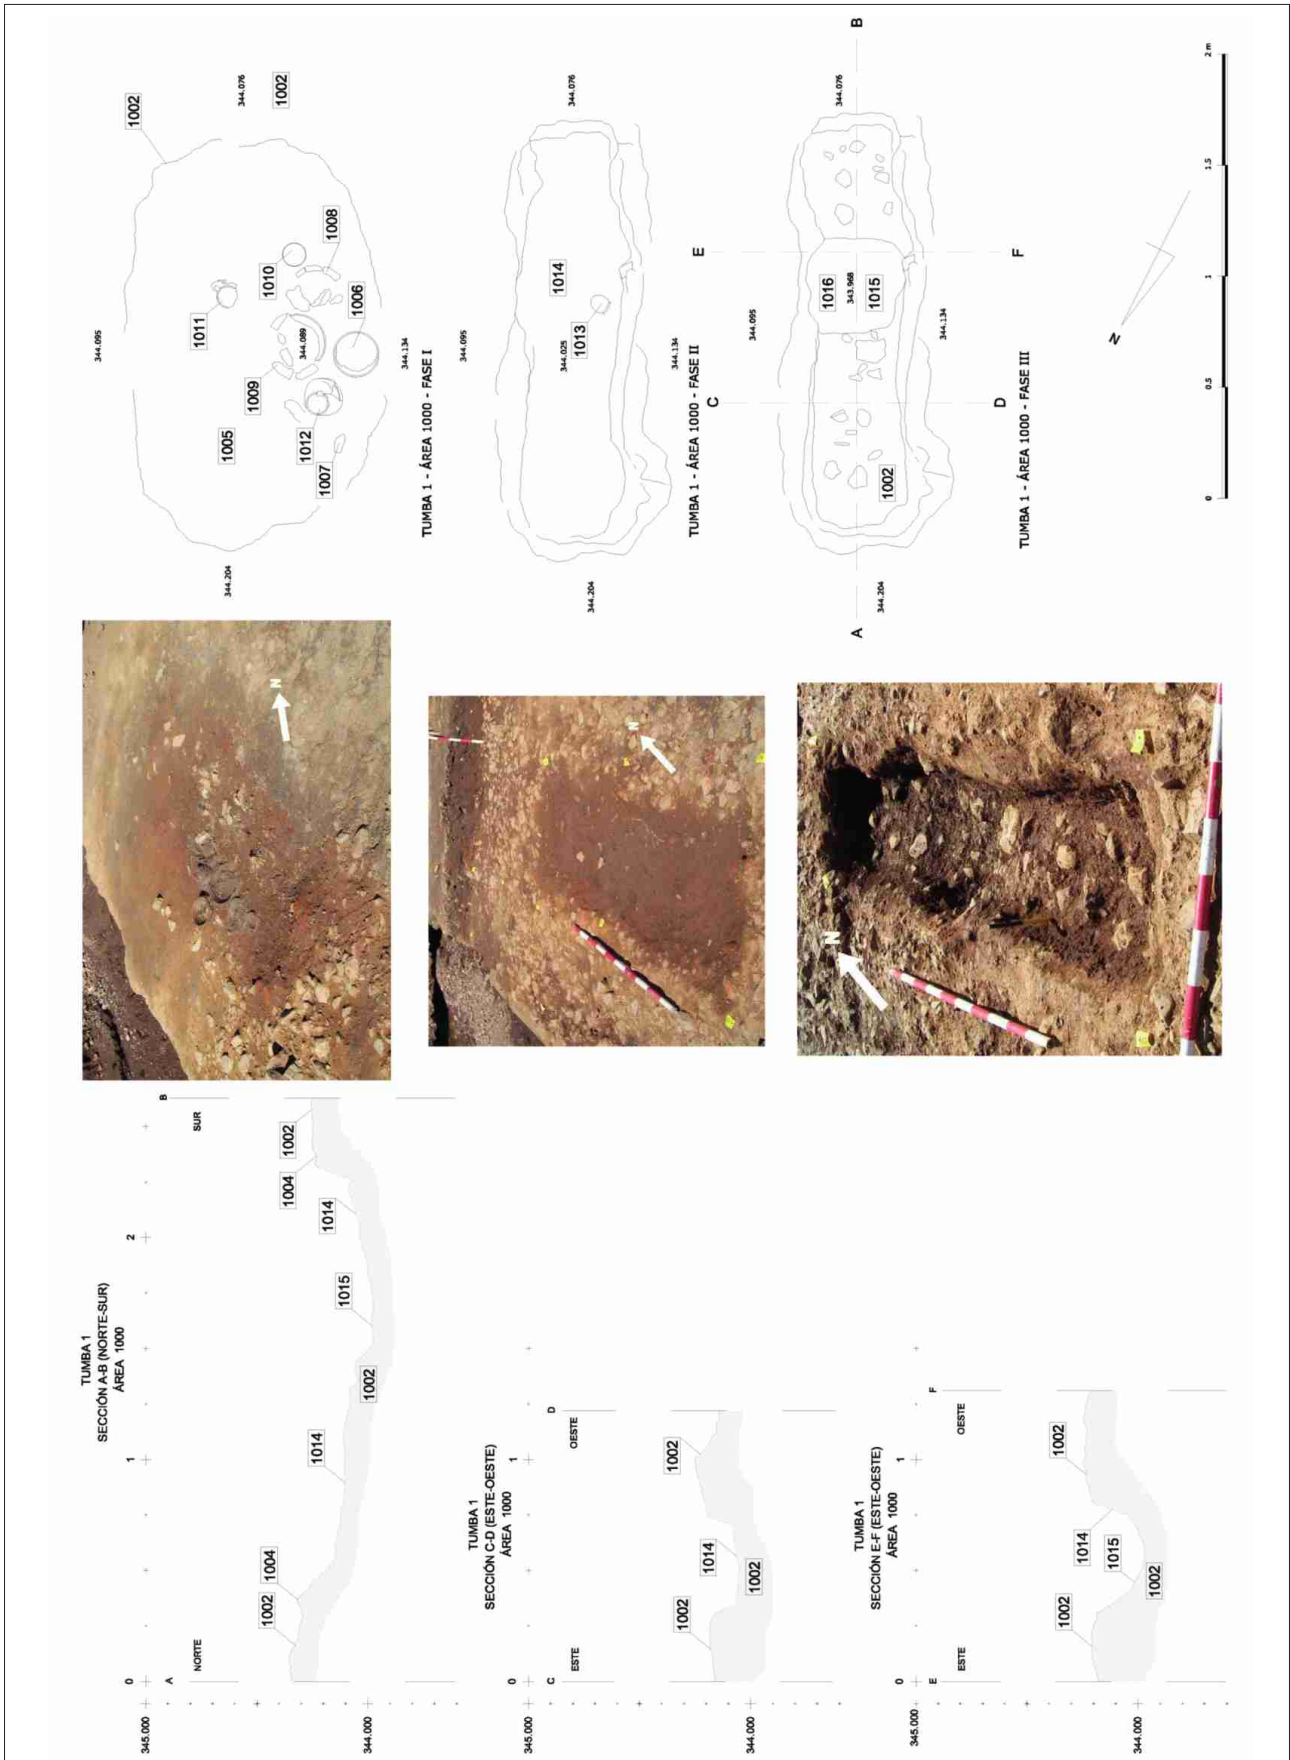 TUMBA 1
SECCIÓN A-B (NORTE-SUR)
ÁREA 1000
0
1
2
345.000
344.000
A
NORTE
B
SUR
1002
1004
1014
1002
1015
1014
1004
1002
TUMBA 1
SECCIÓN C-D (ESTE-OESTE)
ÁREA 1000
0
1
345.000
344.000
C
ESTE
D
OESTE
1002
1014
1002
1002
TUMBA 1
SECCIÓN E-F (ESTE-OESTE)
ÁREA 1000
0
1
345.000
344.000
E
ESTE
F
OESTE
1002
1014
1015
1002
1002
N
N
N
1002
344.076
1002
344.095
1011
1010
1008
1006
344.089
344.134
1009
1005
1012
1007
344.204
TUMBA 1 - ÁREA 1000 - FASE I
344.076
1014
344.095
344.025
1013
344.134
344.204
TUMBA 1 - ÁREA 1000 - FASE II
B
344.076
E
F
1016
343.968
1015
344.095
344.134
C
D
1002
A
344.204
TUMBA 1 - ÁREA 1000 - FASE III
N
0
0.5
1
1.5
2 m